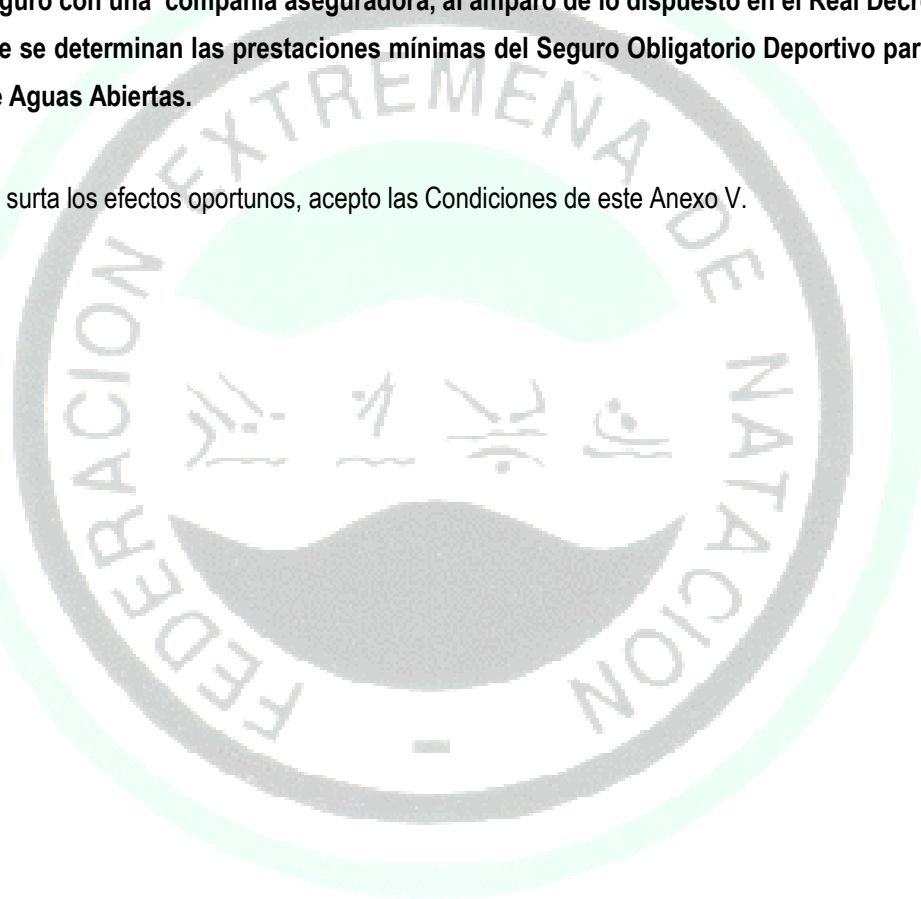 guro con una compañía aseguradora, al amparo de lo dispuesto en el Real Decre
e se determinan las prestaciones mínimas del Seguro Obligatorio Deportivo par
e Aguas Abiertas.
surta los efectos oportunos, acepto las Condiciones de este Anexo V.
FEDERACION EXTREMEÑA DE NATACION